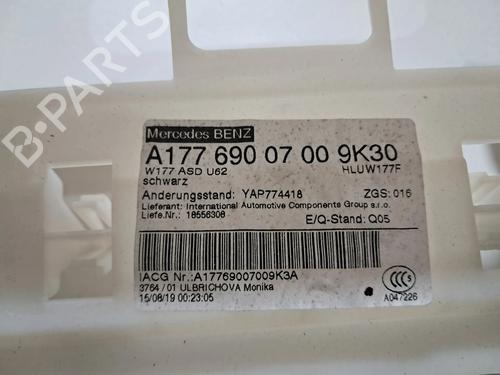 B-PARTS
Mercedes BENZ
A177 690 07 00 9K30
W177 ASD U62 HLUW177F
schwarz
Änderungsstand: YAP774418 ZGS: 016
Lieferant: International Automotive Components Group s.r.o.
Liefe.Nr.: 18556308 E/Q-Stand: Q05
IACG Nr.:A17769007009K3A
3764 / 01 ULBRICHOVA Monika
15/08/19 00:23:05
CCC S
A047226